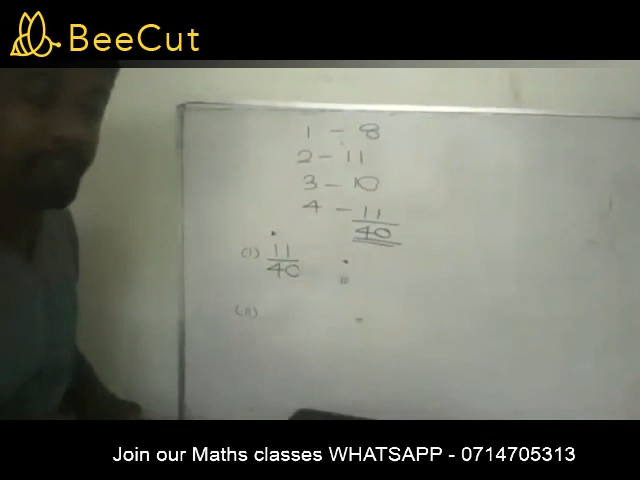 BeeCut
1 - 8
2 - 11
3 - 10
4 - 11
40
(I) 11
40
(II)
Join our Maths classes WHATSAPP - 0714705313